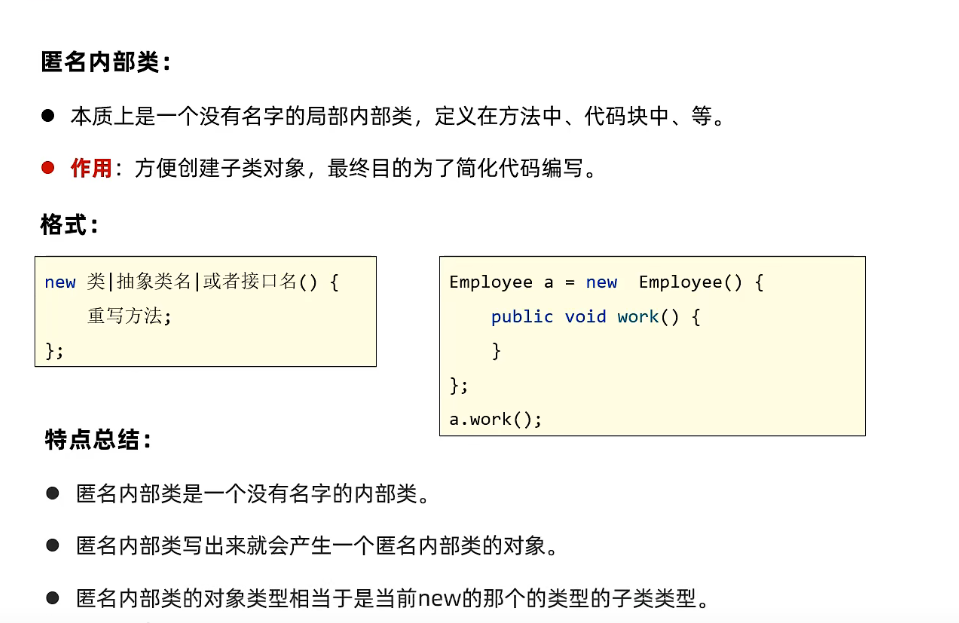 匿名内部类：
● 本质上是一个没有名字的局部内部类，定义在方法中、代码块中、等。
● 作用：方便创建子类对象，最终目的为了简化代码编写。
格式：
new 类|抽象类名|或者接口名() {
重写方法;
};
Employee a = new  Employee() {
public void work() {
}
};
a.work();
特点总结：
● 匿名内部类是一个没有名字的内部类。
● 匿名内部类写出来就会产生一个匿名内部类的对象。
● 匿名内部类的对象类型相当于是当前new的那个的类型的子类类型。